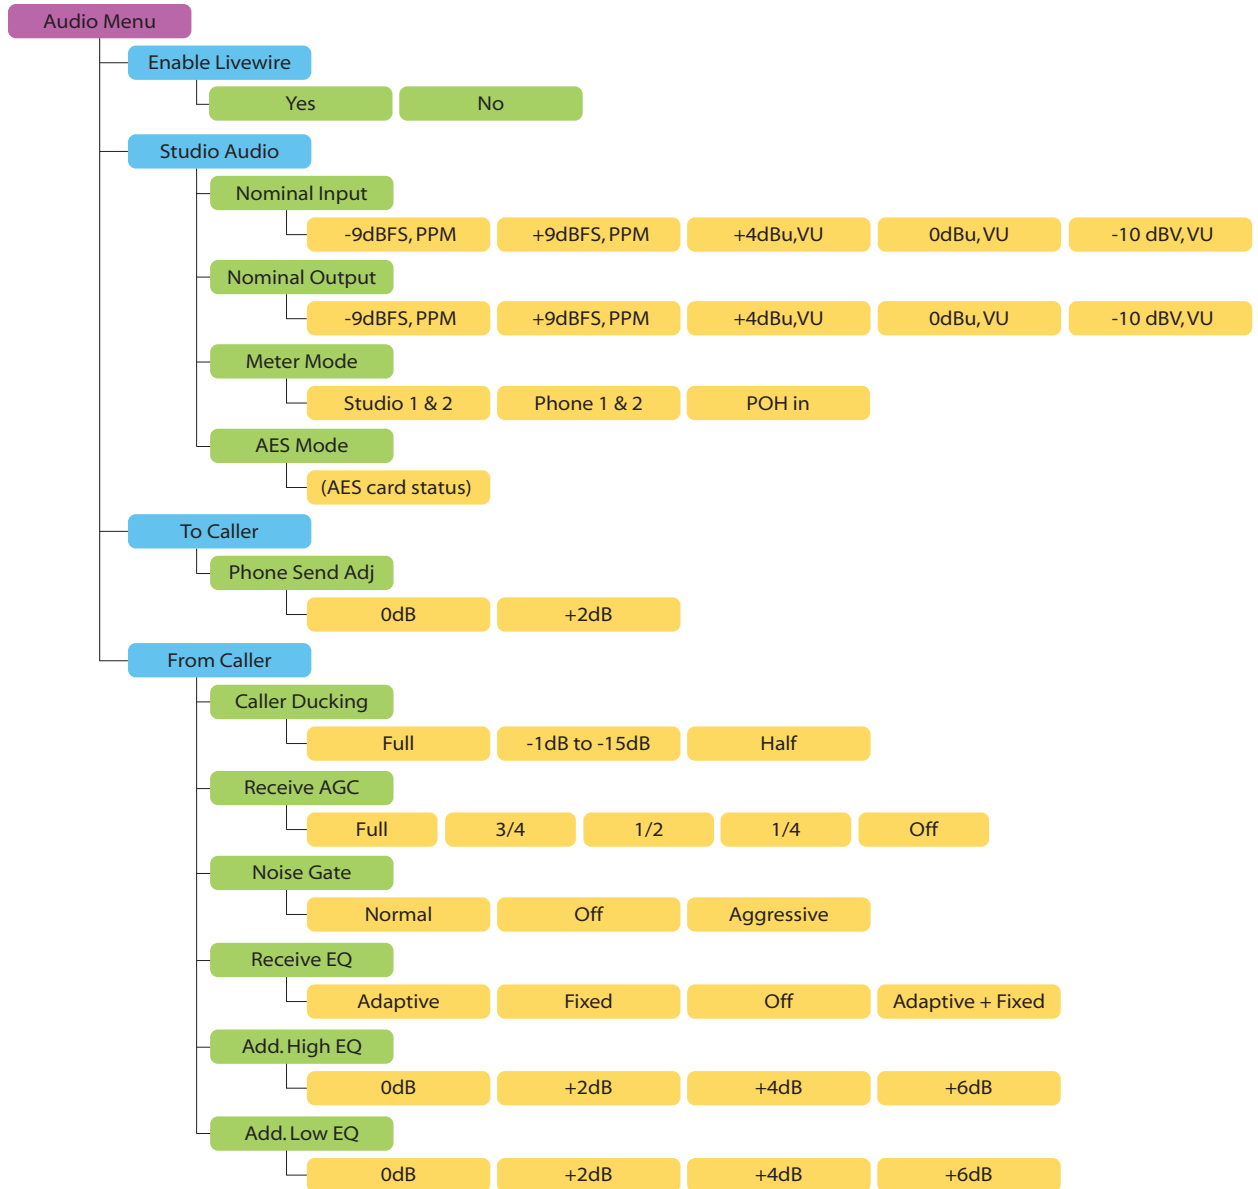 Audio Menu
Enable Livewire
Yes No
Studio Audio
Nominal Input
-9dBFS, PPM +9dBFS, PPM +4dBu,VU 0dBu, VU -10 dBV, VU
Nominal Output
-9dBFS, PPM +9dBFS, PPM +4dBu,VU 0dBu, VU -10 dBV, VU
Meter Mode
Studio 1 & 2 Phone 1 & 2 POH in
AES Mode
(AES card status)
To Caller
Phone Send Adj
0dB +2dB
From Caller
Caller Ducking
Full -1dB to -15dB Half
Receive AGC
Full 3/4 1/2 1/4 Off
Noise Gate
Normal Off Aggressive
Receive EQ
Adaptive Fixed Off Adaptive + Fixed
Add. High EQ
0dB +2dB +4dB +6dB
Add. Low EQ
0dB +2dB +4dB +6dB